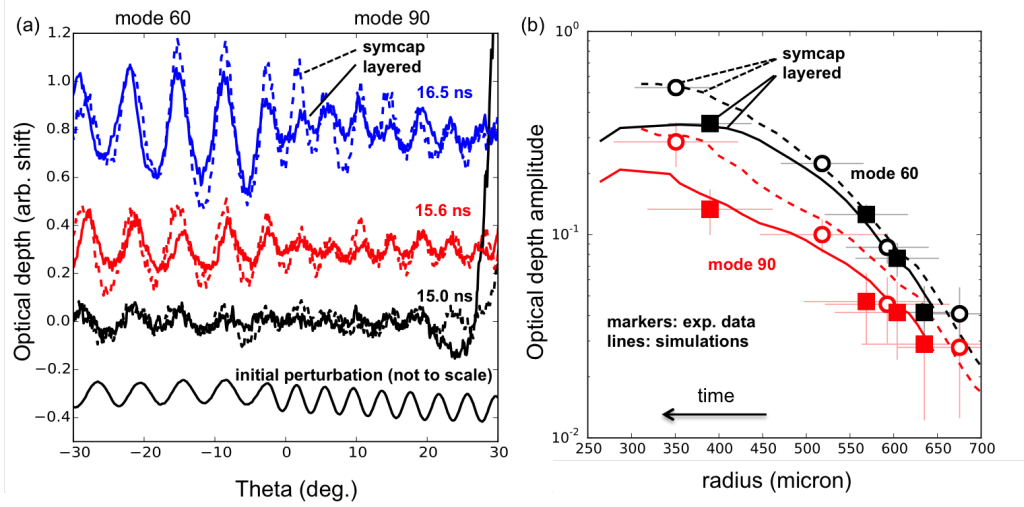 (a)
mode 60
mode 90
1.2
1.0
0.8
0.6
0.4
0.2
0.0
−0.2
−0.4
Optical depth (arb. shift)
symcap
layered
16.5 ns
15.6 ns
15.0 ns
initial perturbation (not to scale)
−30
−20
−10
0
10
20
30
Theta (deg.)
(b)
10^0
10^-1
10^-2
Optical depth amplitude
symcap
layered
mode 60
mode 90
markers: exp. data
lines: simulations
time
250
300
350
400
450
500
550
600
650
700
radius (micron)